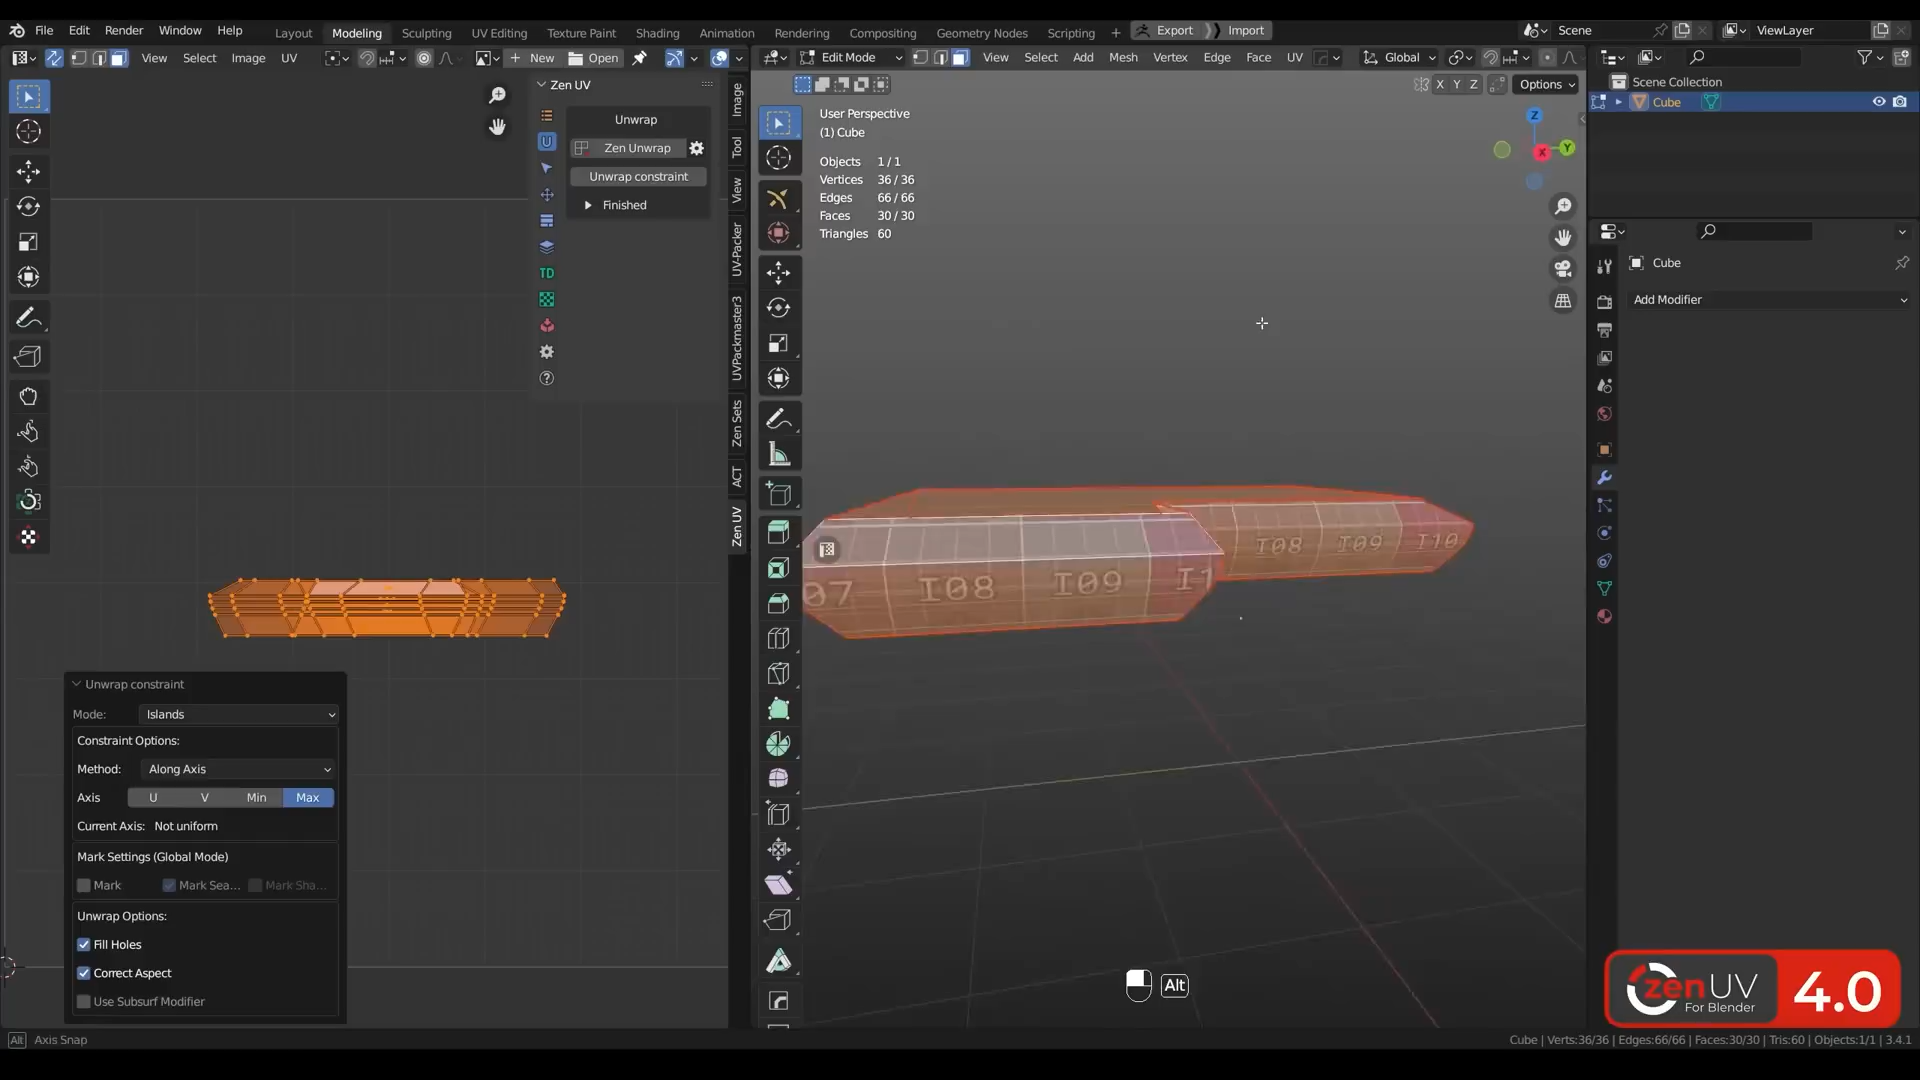 File Edit Render Window Help
Layout Modeling Sculpting UV Editing Texture Paint Shading Animation Rendering Compositing Geometry Nodes Scripting +
Export Import
Scene
ViewLayer
View Select Image UV
New Open
Edit Mode
View Select Add Mesh Vertex Edge Face UV
Global
Scene Collection
Cube
X Y Z Options
Zen UV
Unwrap
Zen Unwrap
Unwrap constraint
Finished
TD
Image
Tool
View
UV-Packer
UVPackmaster3
Zen Sets
ACT
Zen UV
User Perspective
(1) Cube
Objects 1 / 1
Vertices 36 / 36
Edges 66 / 66
Faces 30 / 30
Triangles 60
Z
X
Y
Cube
Add Modifier
I08 I09 I10
07 I08 I09 I1
Unwrap constraint
Mode: Islands
Constraint Options:
Method: Along Axis
Axis U V Min Max
Current Axis: Not uniform
Mark Settings (Global Mode)
Mark Mark Sea... Mark Sha...
Unwrap Options:
Fill Holes
Correct Aspect
Use Subsurf Modifier
Alt
zen UV
For Blender
4.0
Alt Axis Snap
Cube | Verts:36/36 | Edges:66/66 | Faces:30/30 | Tris:60 | Objects:1/1 | 3.4.1